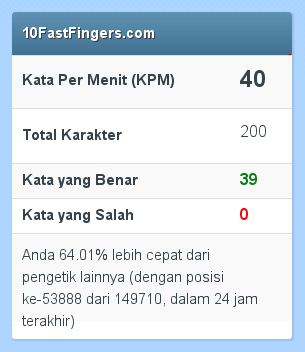 10FastFingers.com
Kata Per Menit (KPM) 40
Total Karakter 200
Kata yang Benar 39
Kata yang Salah 0
Anda 64.01% lebih cepat dari
pengetik lainnya (dengan posisi
ke-53888 dari 149710, dalam 24 jam
terakhir)